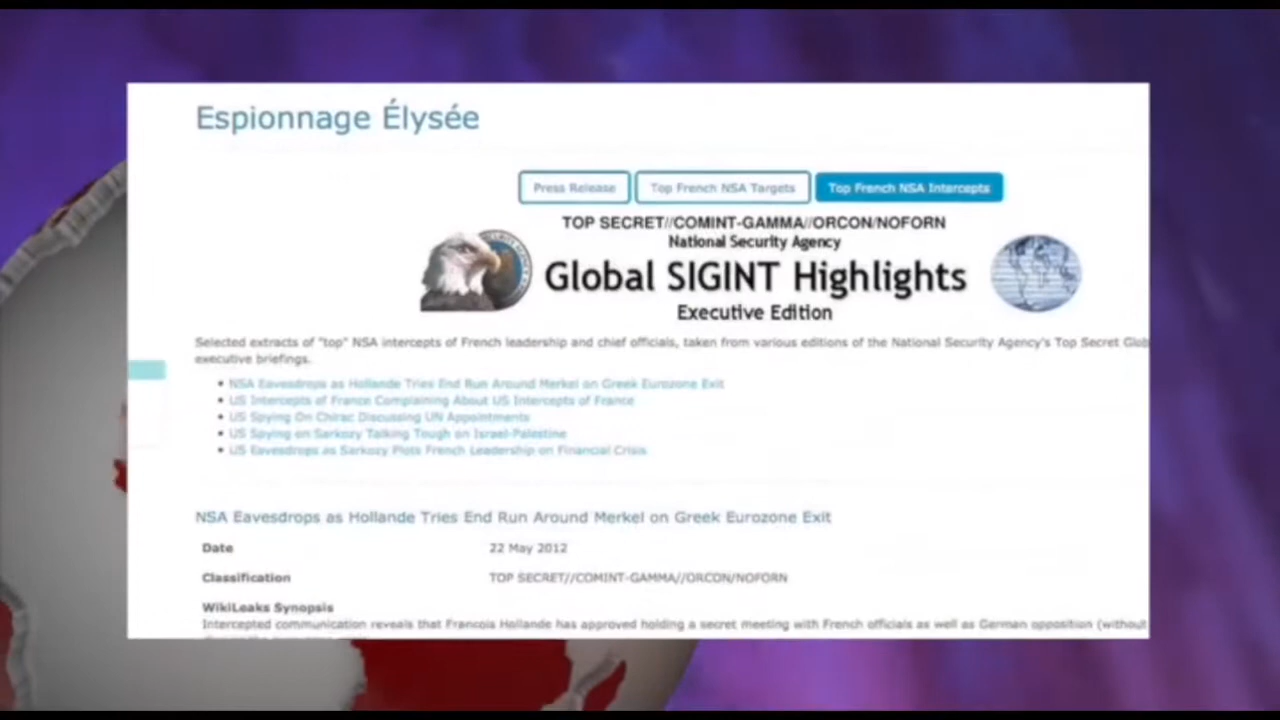 Espionnage Élysée
Press Release
Top French NSA Targets
Top French NSA Intercepts
TOP SECRET//COMINT-GAMMA//ORCON/NOFORN
National Security Agency
Global SIGINT Highlights
Executive Edition
Selected extracts of "top" NSA intercepts of French leadership and chief officials, taken from various editions of the National Security Agency's Top Secret Glob
executive briefings.
• NSA Eavesdrops as Hollande Tries End Run Around Merkel on Greek Eurozone Exit
• US Intercepts of France Complaining About US Intercepts of France
• US Spying On Chirac Discussing UN Appointments
• US Spying on Sarkozy Talking Tough on Israel-Palestine
• US Eavesdrops as Sarkozy Plots French Leadership on Financial Crisis
NSA Eavesdrops as Hollande Tries End Run Around Merkel on Greek Eurozone Exit
Date 22 May 2012
Classification TOP SECRET//COMINT-GAMMA//ORCON/NOFORN
WikiLeaks Synopsis
Intercepted communication reveals that Francois Hollande has approved holding a secret meeting with French officials as well as German opposition (without